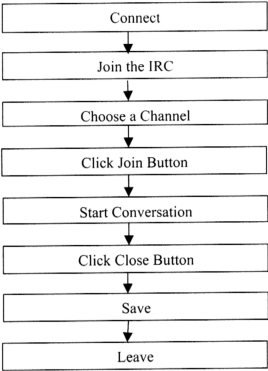 Connect
Join the IRC
Choose a Channel
Click Join Button
Start Conversation
Click Close Button
Save
Leave